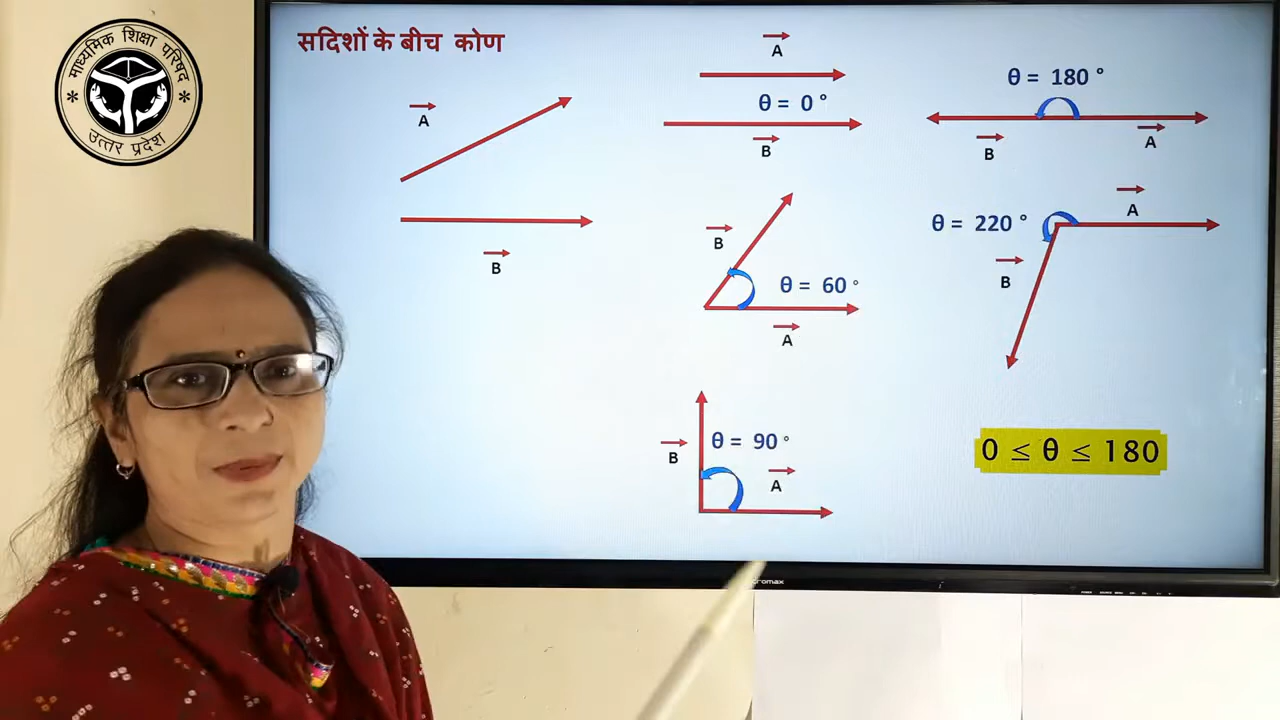 माध्यमिक शिक्षा परिषद
उत्तर प्रदेश
सदिशों के बीच कोण
A
B
A
θ = 0 °
B
θ = 180 °
B
A
B
θ = 60 °
A
θ = 220 °
A
B
B
θ = 90 °
A
0 ≤ θ ≤ 180